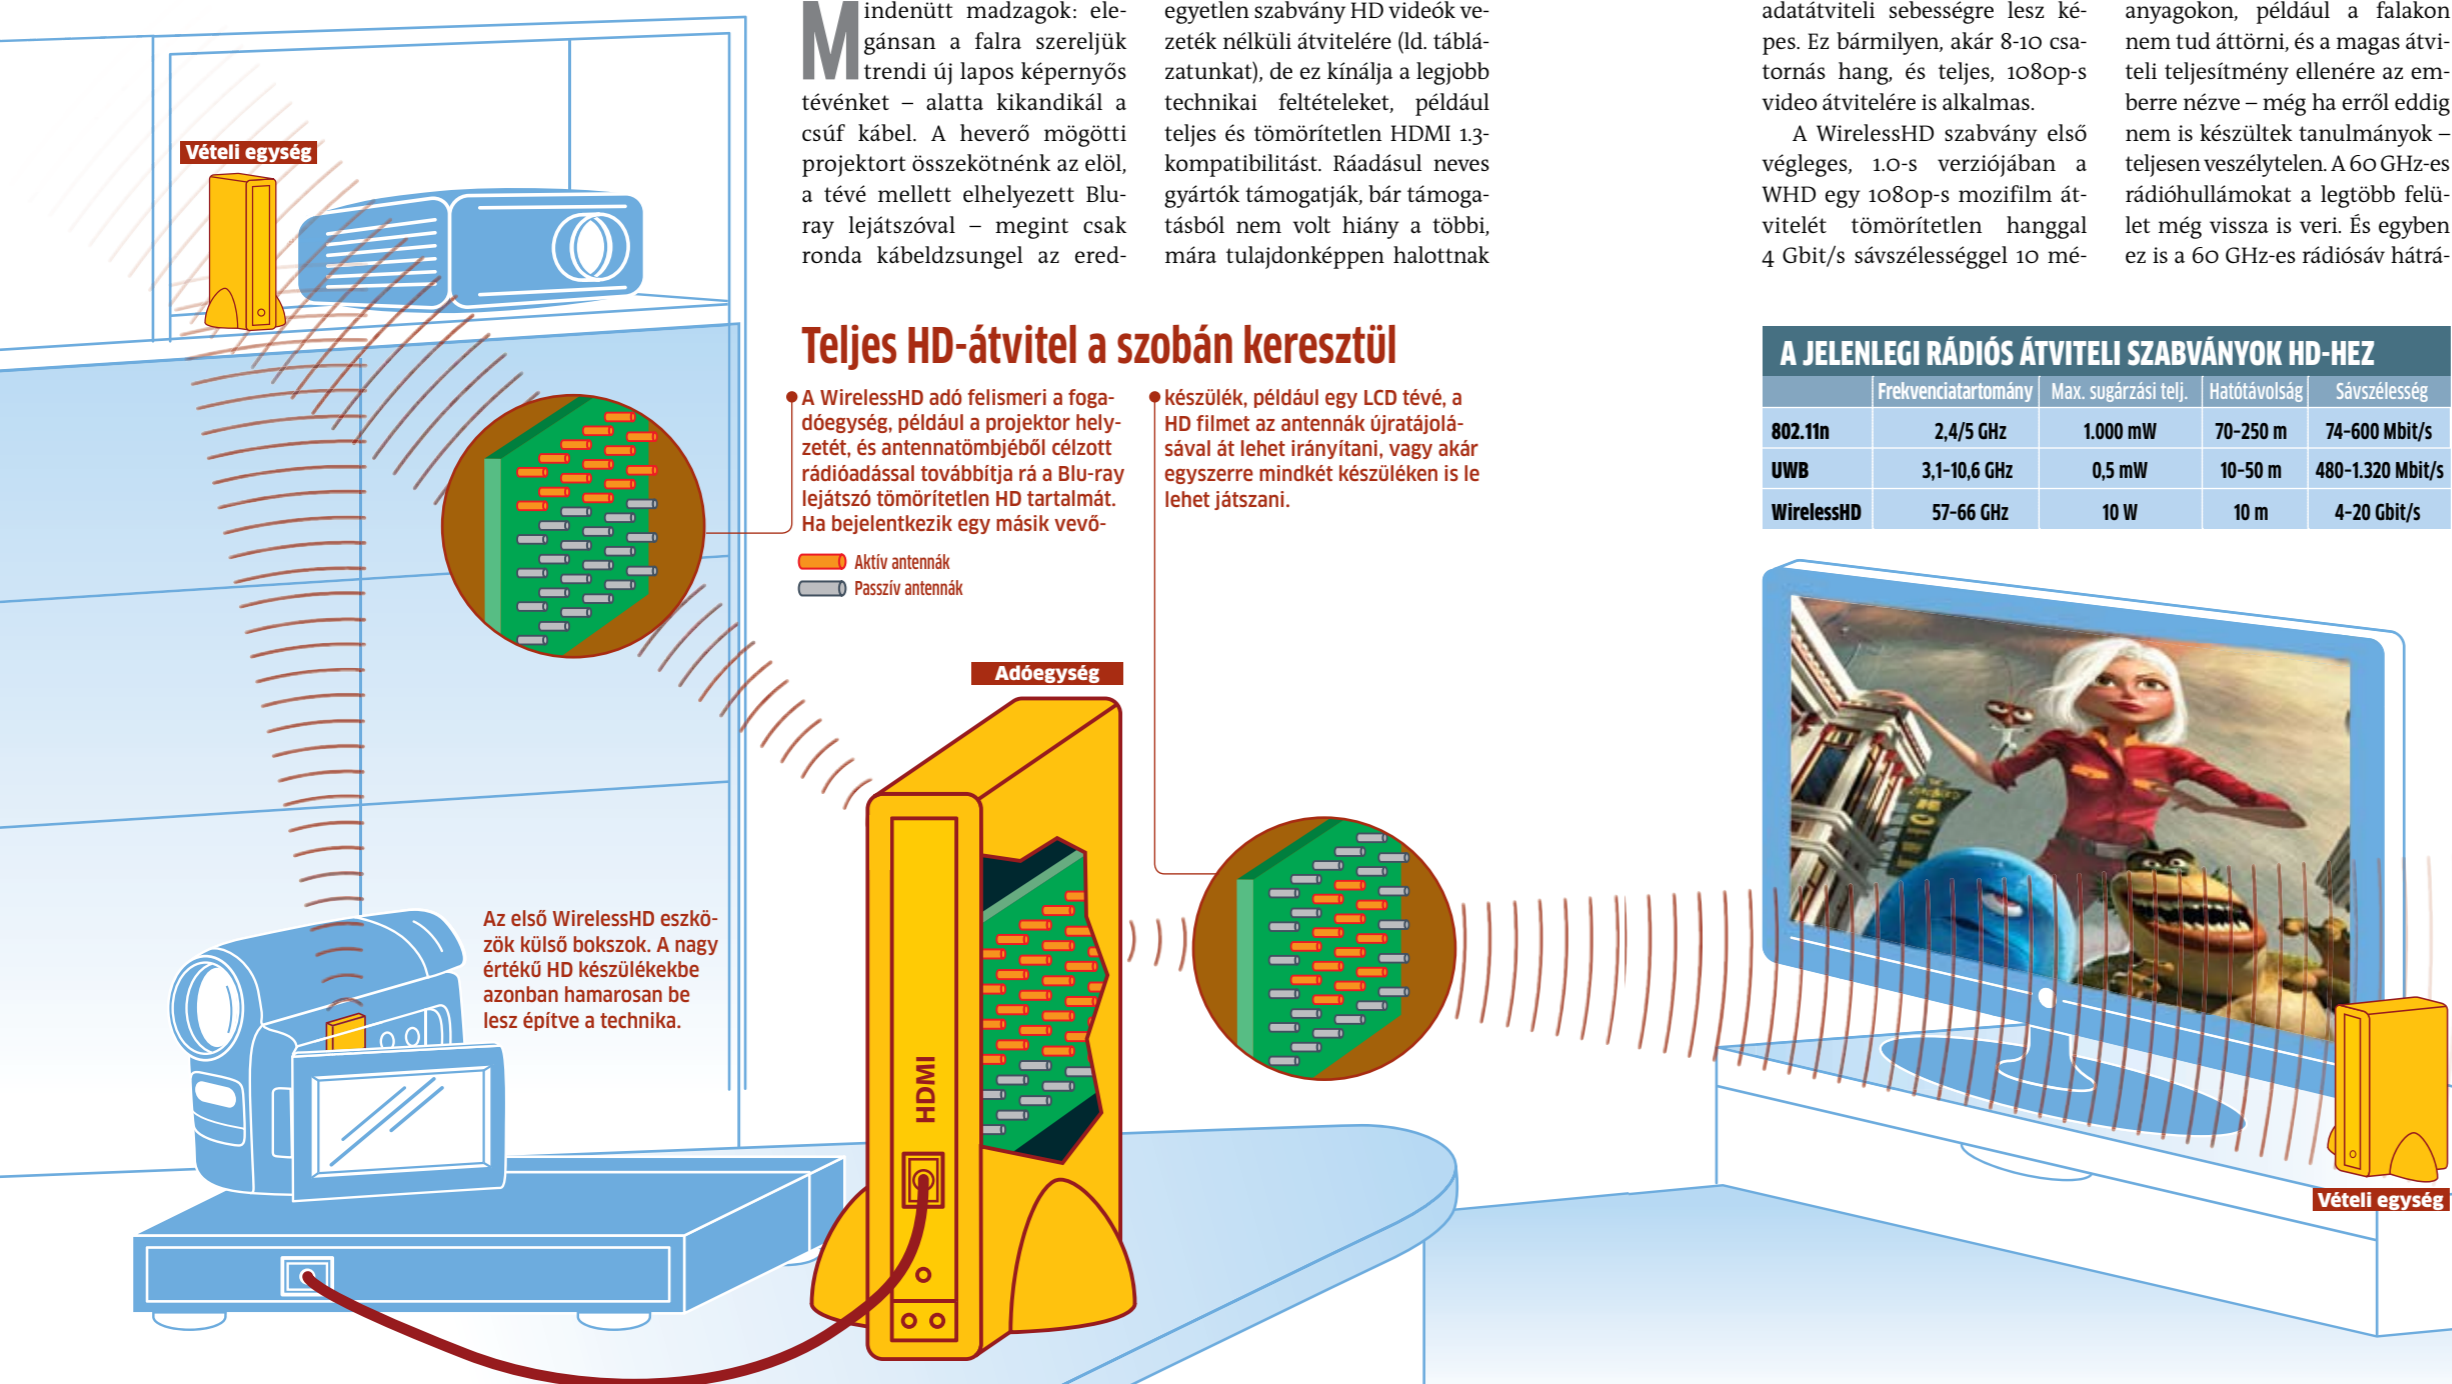 Mindenütt madzagok: ele-
gánsan a falra szereljük
trendi új lapos képernyős
tévénket – alatta kikandikál a
csúf kábel. A heverő mögötti
projektort összekötnénk az elöl,
a tévé mellett elhelyezett Blu-
ray lejátszóval – megint csak
ronda kábeldzsungel az ered-
egyetlen szabvány HD videók ve-
zeték nélküli átvitelére (ld. táblá-
zatunkat), de ez kínálja a legjobb
technikai feltételeket, például
teljes és tömörítetlen HDMI 1.3-
kompatibilitást. Ráadásul neves
gyártók támogatják, bár támoga-
tásból nem volt hiány a többi,
mára tulajdonképpen halottnak
adatátviteli sebességre lesz ké-
pes. Ez bármilyen, akár 8-10 csa-
tornás hang, és teljes, 1080p-s
video átvitelére is alkalmas.
A WirelessHD szabvány első
végleges, 1.0-s verziójában a
WHD egy 1080p-s mozifilm át-
vitelét tömörítetlen hanggal
4 Gbit/s sávszélességgel 10 mé-
anyagokon, például a falakon
nem tud áttörni, és a magas átvi-
teli teljesítmény ellenére az em-
berre nézve – még ha erről eddig
nem is készültek tanulmányok –
teljesen veszélytelen. A 60 GHz-es
rádióhullámokat a legtöbb felü-
let még vissza is veri. És egyben
ez is a 60 GHz-es rádiósáv hátrá-
Vételi egység
Teljes HD-átvitel a szobán keresztül
A WirelessHD adó felismeri a foga-
dóegység, például a projektor hely-
zetét, és antennatömbjéből célzott
rádióadással továbbítja rá a Blu-ray
lejátszó tömörítetlen HD tartalmát.
Ha bejelentkezik egy másik vevő-
készülék, például egy LCD tévé, a
HD filmet az antennák újratájolá-
sával át lehet irányítani, vagy akár
egyszerre mindkét készüléken is le
lehet játszani.
Aktív antennák
Passzív antennák
A JELENLEGI RÁDIÓS ÁTVITELI SZABVÁNYOK HD-HEZ
Frekvenciatartomány Max. sugárzási telj. Hatótávolság Sávszélesség
802.11n 2,4/5 GHz 1.000 mW 70–250 m 74–600 Mbit/s
UWB 3,1–10,6 GHz 0,5 mW 10–50 m 480–1.320 Mbit/s
WirelessHD 57–66 GHz 10 W 10 m 4–20 Gbit/s
Adóegység
Az első WirelessHD eszkö-
zök külső bokszok. A nagy
értékű HD készülékekbe
azonban hamarosan be
lesz építve a technika.
HDMI
Vételi egység